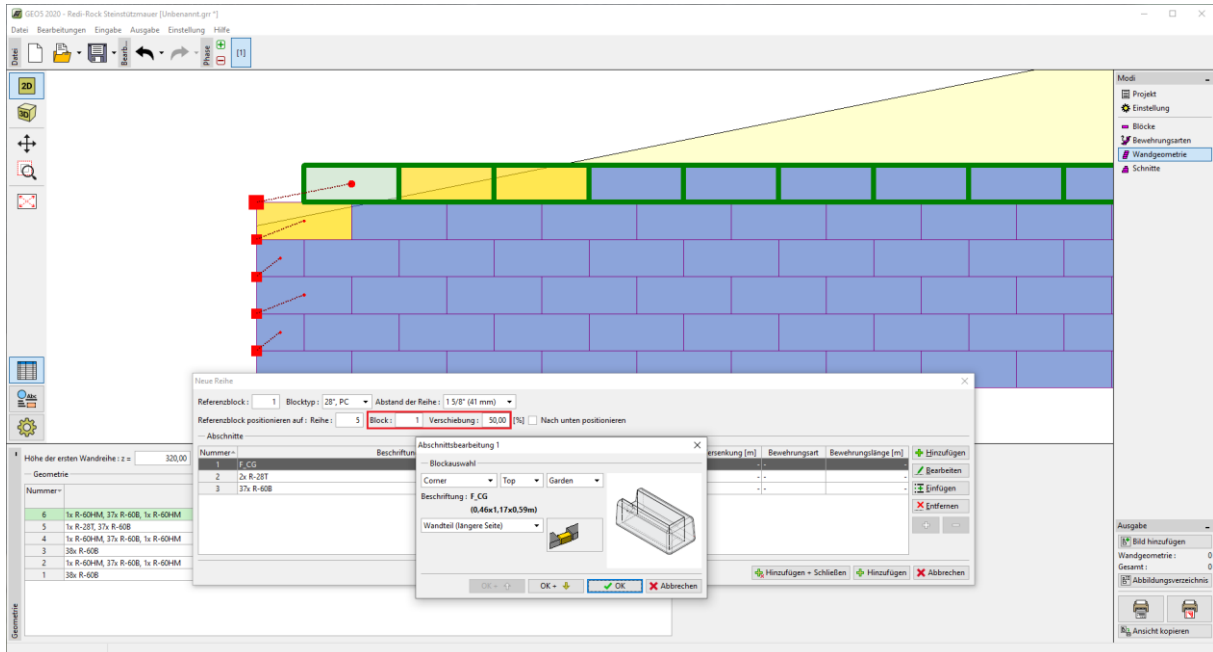 GEO5 2020 - Redi-Rock Steinstützmauer [Unbenannt.grr *]
Datei Bearbeitungen Eingabe Ausgabe Einstellung Hilfe
Datei
Bearb...
Phase
[1]
2D
3D
Abc
Modi
Projekt
Einstellung
Blöcke
Bewehrungsarten
Wandgeometrie
Schnitte
Neue Reihe
Referenzblock : 1 Blocktyp : 28", PC Abstand der Reihe : 1 5/8" (41 mm)
Referenzblock positionieren auf : Reihe : 5 Block : 1 Verschiebung : 50,00 [%] Nach unten positionieren
Abschnitte
Nummer Beschriftun ersenkung [m] Bewehrungsart Bewehrungslänge [m]
1 F_CG - - -
2 2x R-28T - - -
3 37x R-60B - - -
Hinzufügen
Bearbeiten
Einfügen
Entfernen
Hinzufügen + Schließen Hinzufügen Abbrechen
Abschnittsbearbeitung 1
Blockauswahl
Corner Top Garden
Beschriftung : F_CG
(0,46x1,17x0,59m)
Wandteil (längere Seite)
OK + OK + OK Abbrechen
Geometrie
Höhe der ersten Wandreihe : z = 320,00
Geometrie
Nummer
6 1x R-60HM, 37x R-60B, 1x R-60HM
5 1x R-28T, 37x R-60B
4 1x R-60HM, 37x R-60B, 1x R-60HM
3 38x R-60B
2 1x R-60HM, 37x R-60B, 1x R-60HM
1 38x R-60B
Ausgabe
Bild hinzufügen
Wandgeometrie : 0
Gesamt : 0
Abbildungsverzeichnis
Ansicht kopieren